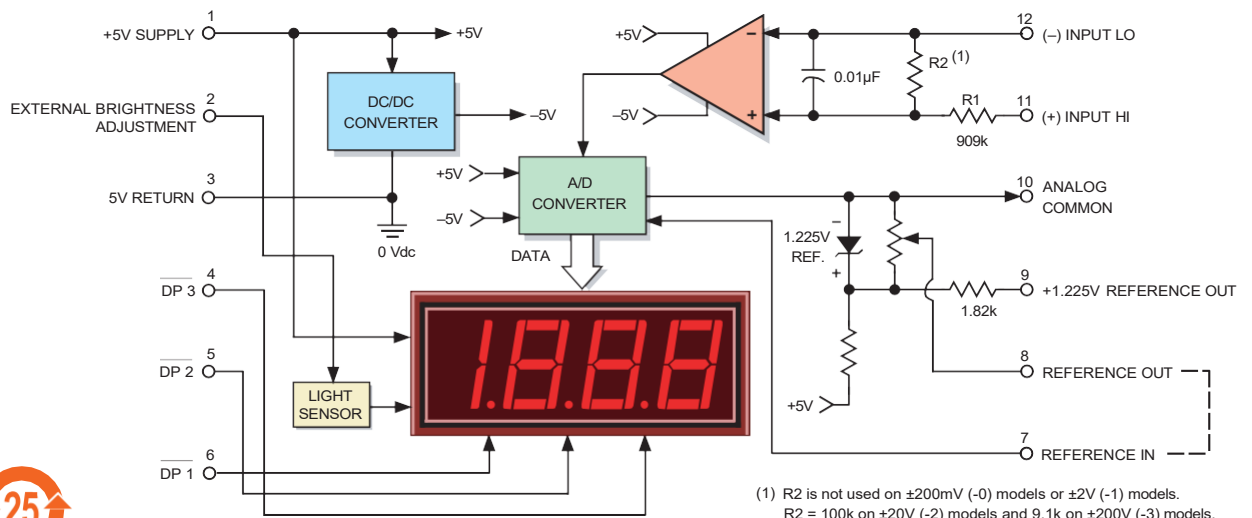 1
+5V SUPPLY
+5V
2
EXTERNAL BRIGHTNESS
ADJUSTMENT
DC/DC
CONVERTER
–5V
3
5V RETURN
0 Vdc
+5V
–5V
–
+
0.01µF
R2 (1)
R1
909k
12
(–) INPUT LO
11
(+) INPUT HI
+5V
–5V
A/D
CONVERTER
DATA
10
ANALOG
COMMON
–
1.225V
REF.
+
9
+1.225V REFERENCE OUT
1.82k
8
REFERENCE OUT
+5V
7
REFERENCE IN
4
DP 3
5
DP 2
6
DP 1
LIGHT
SENSOR
1.8.8.8
25
(1) R2 is not used on ±200mV (-0) models or ±2V (-1) models.
R2 = 100k on ±20V (-2) models and 9.1k on ±200V (-3) models.